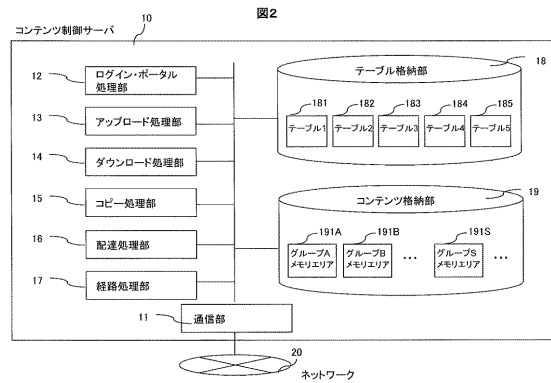 図2
コンテンツ制御サーバ
10
12
ログイン・ポータル
処理部
13
アップロード処理部
14
ダウンロード処理部
15
コピー処理部
16
配達処理部
17
経路処理部
11
通信部
18
テーブル格納部
181
182
183
184
185
テーブル1
テーブル2
テーブル3
テーブル4
テーブル5
19
コンテンツ格納部
191A
191B
191S
グループA
メモリエリア
グループB
メモリエリア
•••
グループS
メモリエリア
•••
20
ネットワーク